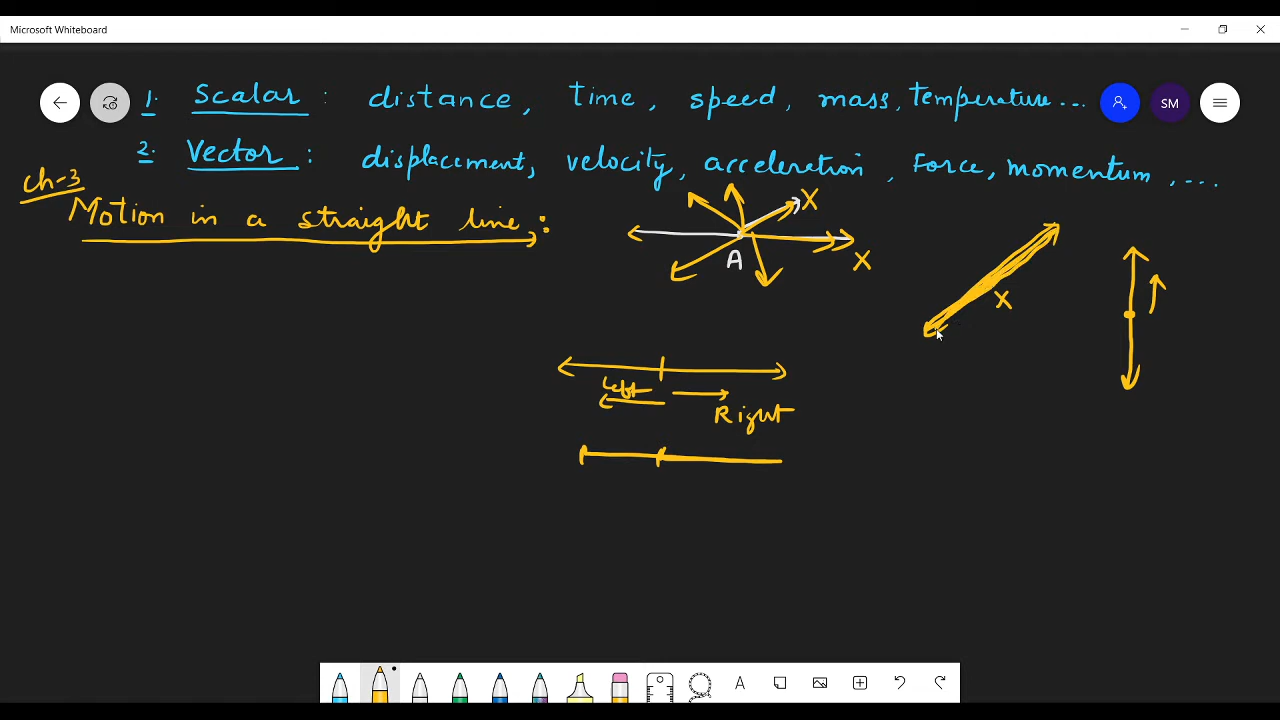 Microsoft Whiteboard
1. Scalar : distance, time, speed, mass, Temperature...
SM
2. Vector : displacement, velocity, acceleration, Force, momentum, ...
Ch-3
Motion in a straight line :
X
A
X
X
Left
Right
A